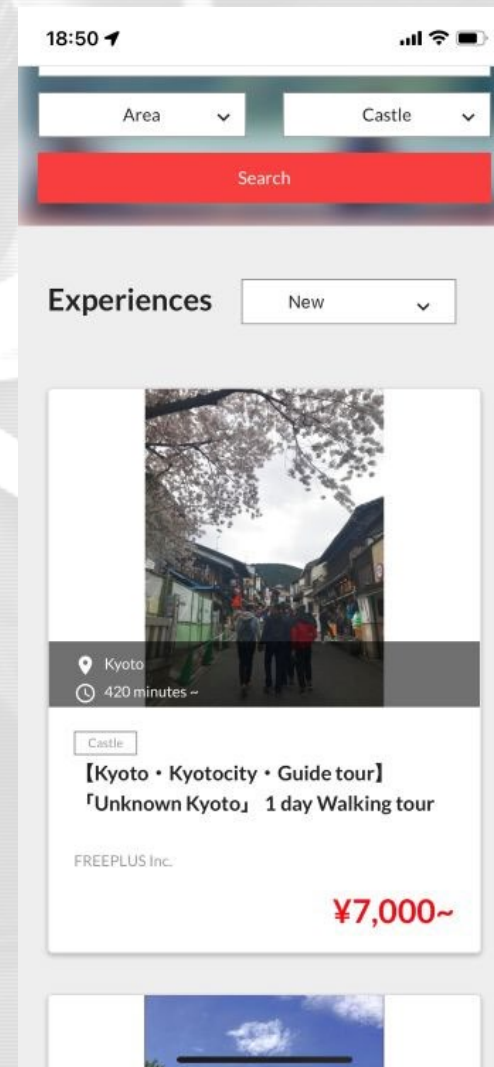 18:50
Area
Castle
Search
Experiences
New
Kyoto
420 minutes ~
Castle
【Kyoto・Kyotocity・Guide tour】
「Unknown Kyoto」 1 day Walking tour
FREEPLUS Inc.
¥7,000~